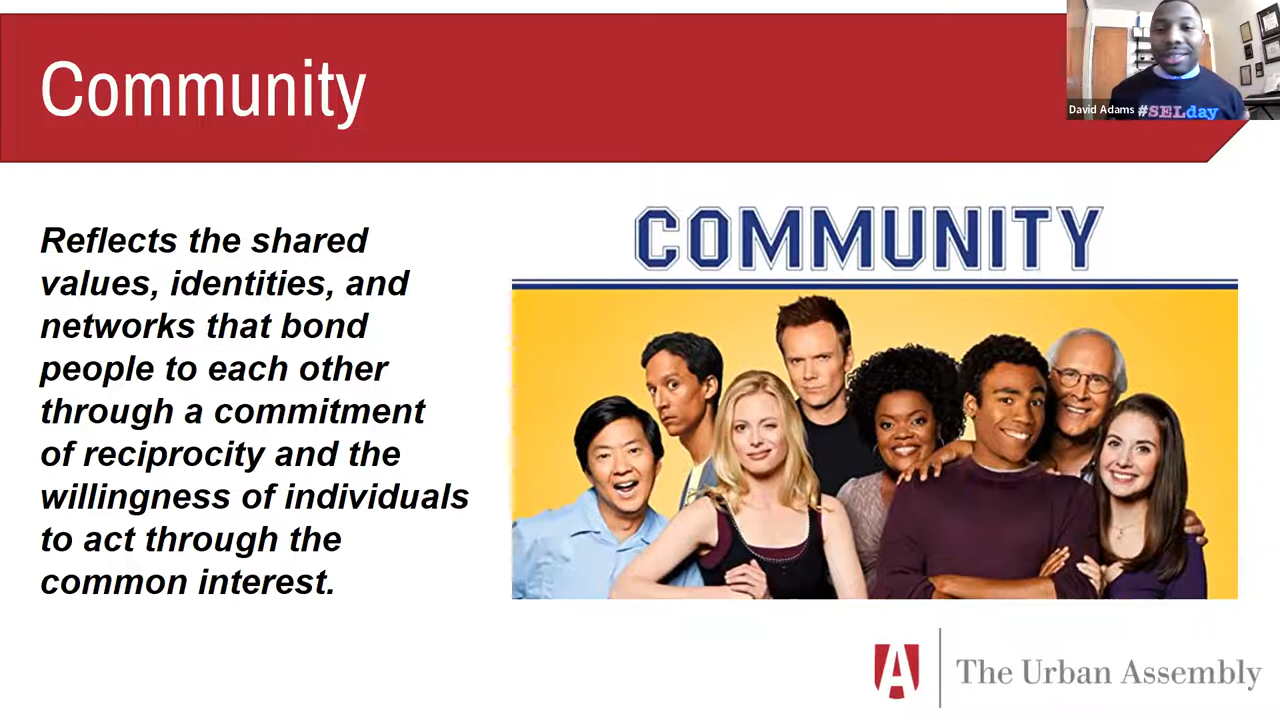 Community
David Adams
#SELday
Reflects the shared
values, identities, and
networks that bond
people to each other
through a commitment
of reciprocity and the
willingness of individuals
to act through the
common interest.
COMMUNITY
A
The Urban Assembly